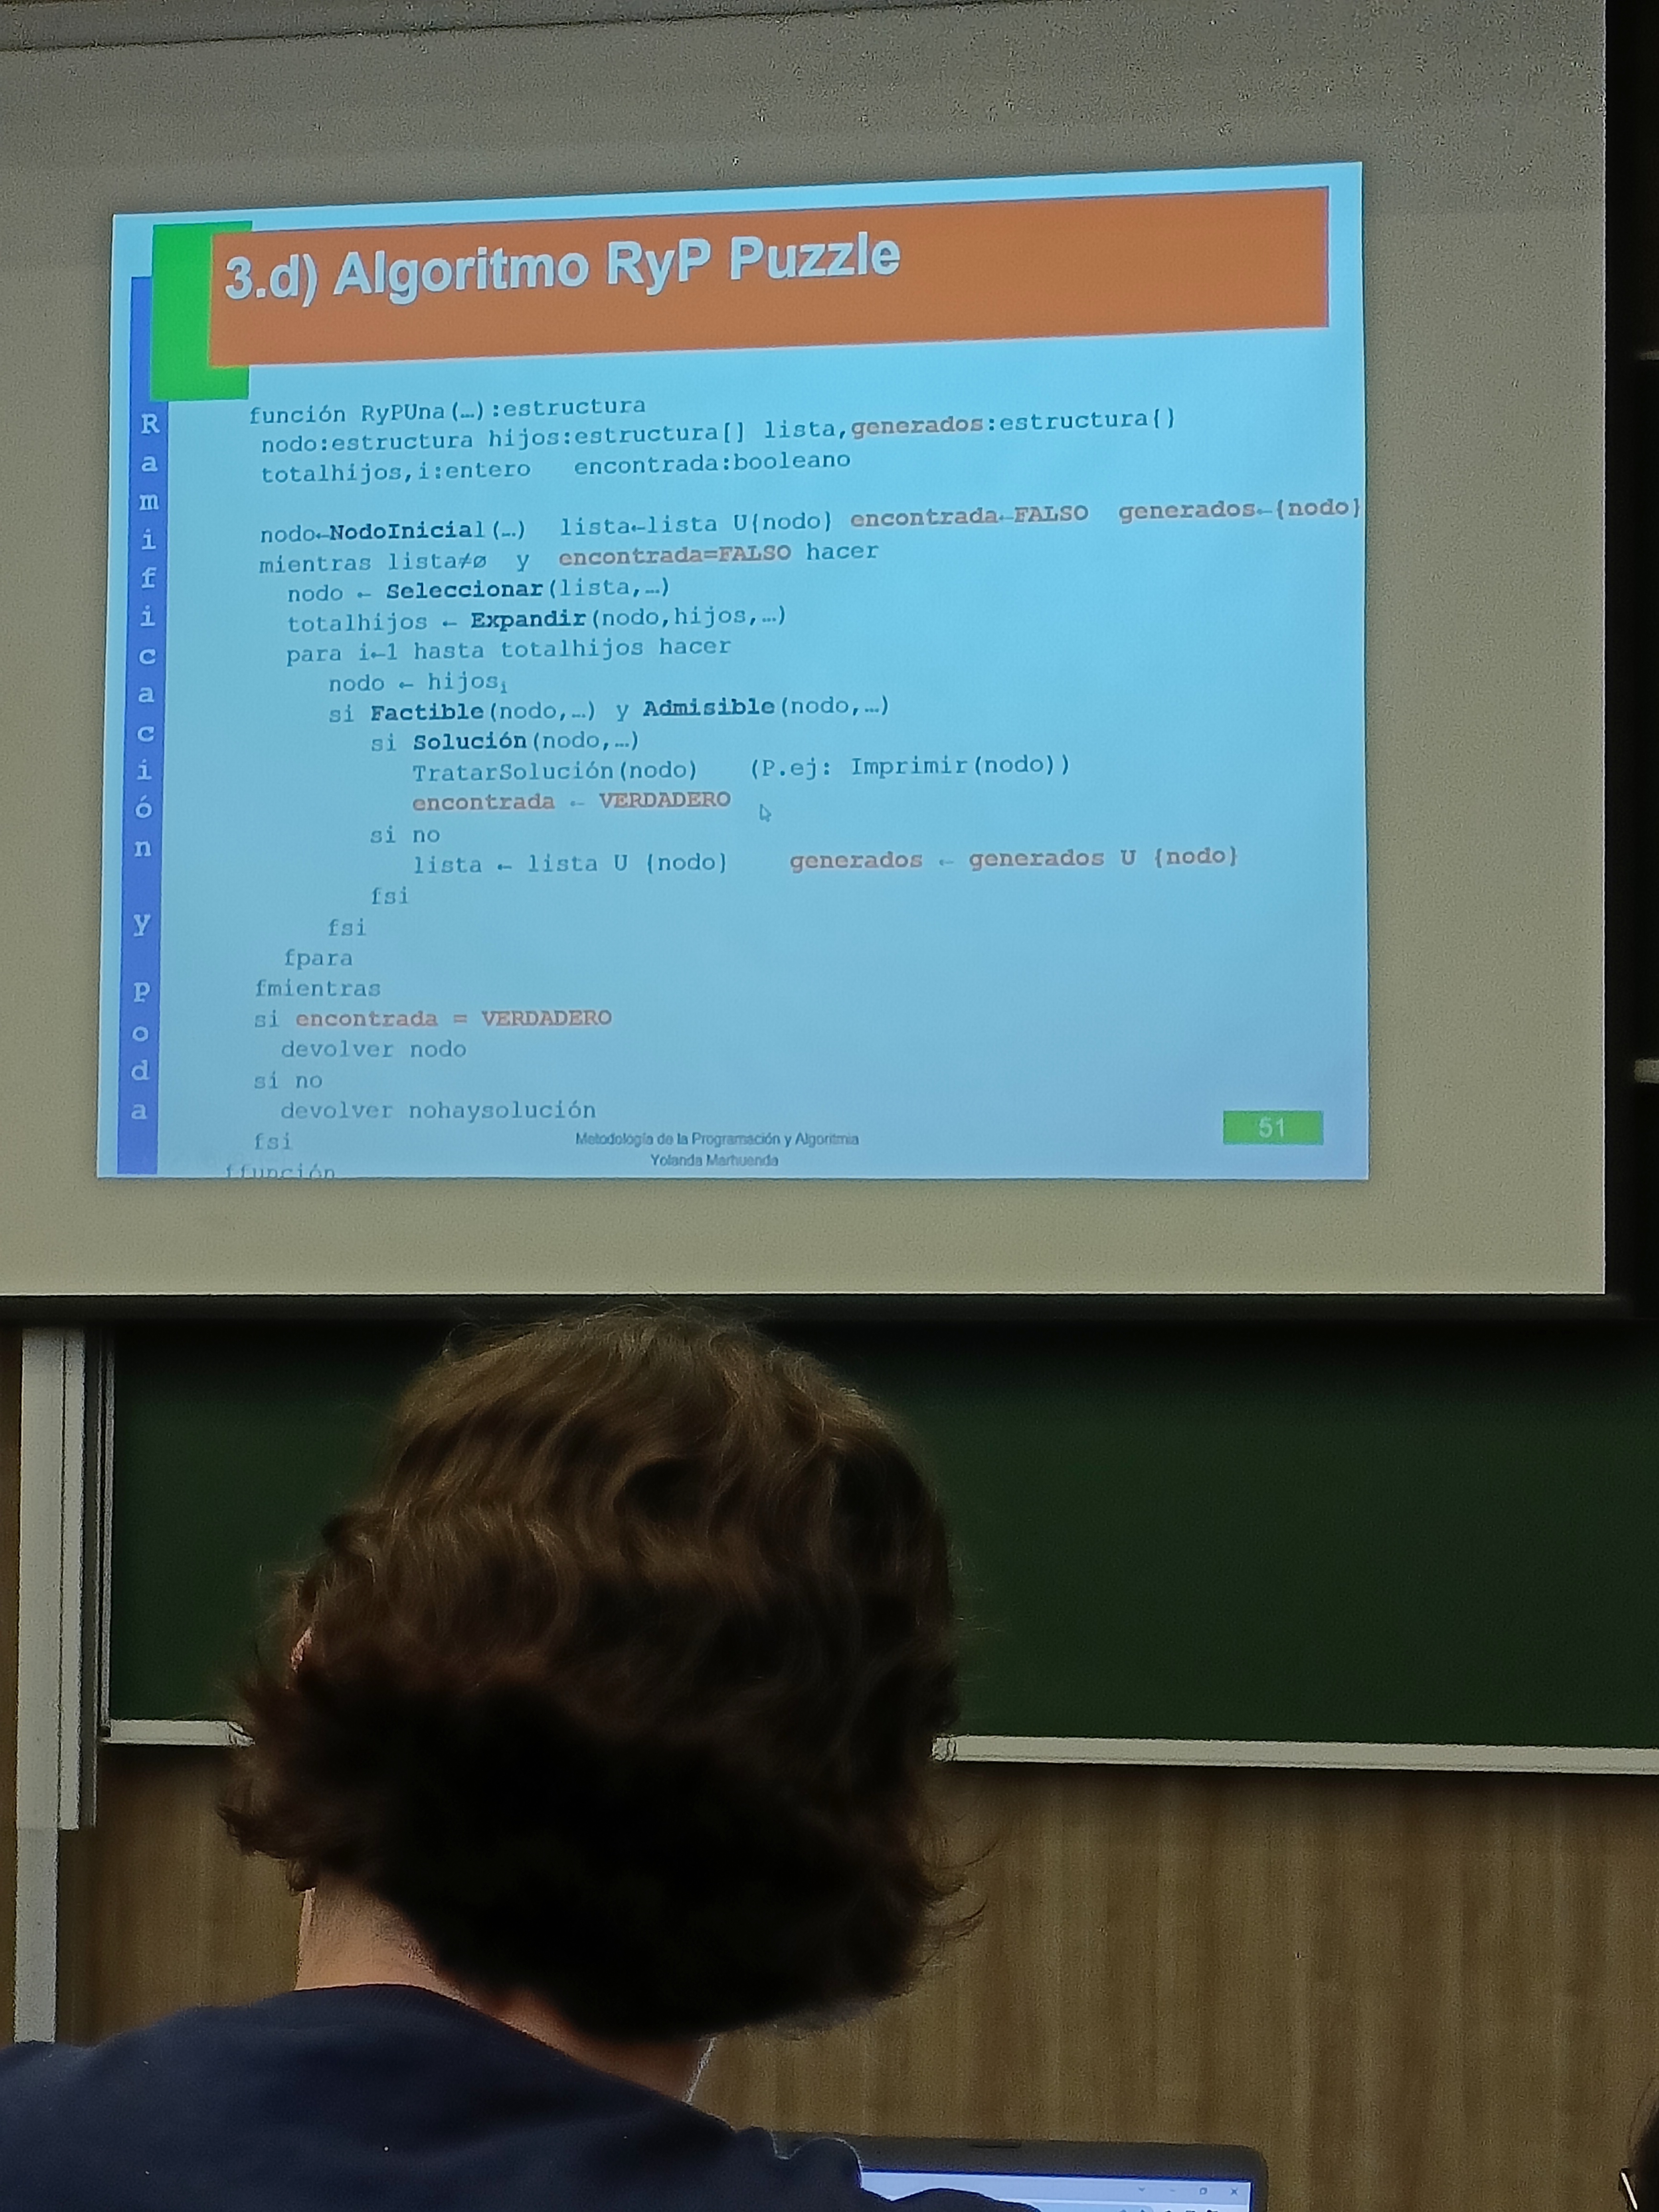 3.d) Algoritmo RyP Puzzle
Ramificación y Poda
función RyPUna(…):estructura
nodo:estructura hijos:estructura[] lista,generados:estructura{}
totalhijos,i:entero encontrada:booleano
nodo←NodoInicial(…) lista←lista U{nodo} encontrada←FALSO generados←{nodo}
mientras lista≠ø y encontrada=FALSO hacer
nodo ← Seleccionar(lista,…)
totalhijos ← Expandir(nodo,hijos,…)
para i←1 hasta totalhijos hacer
nodo ← hijosᵢ
si Factible(nodo,…) y Admisible(nodo,…)
si Solución(nodo,…)
TratarSolución(nodo) (P.ej: Imprimir(nodo))
encontrada ← VERDADERO
si no
lista ← lista U {nodo} generados ← generados U {nodo}
fsi
fsi
fpara
fmientras
si encontrada = VERDADERO
devolver nodo
si no
devolver nohaysolución
fsi
ffunción
Metodología de la Programación y Algoritmia
Yolanda Marhuenda
51